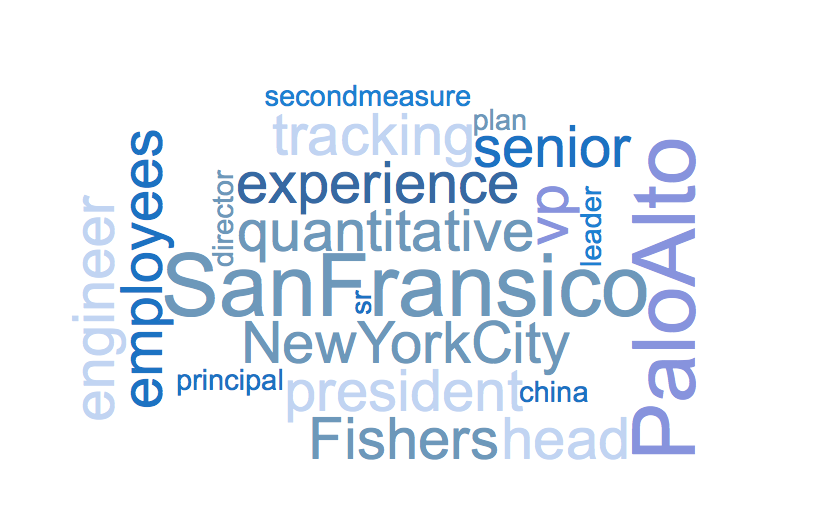 secondmeasure
tracking
plan
senior
experience
director
quantitative
vp
leader
PaloAlto
engineer
employees
SanFransico
sr
NewYorkCity
principal
president
china
Fishers
head